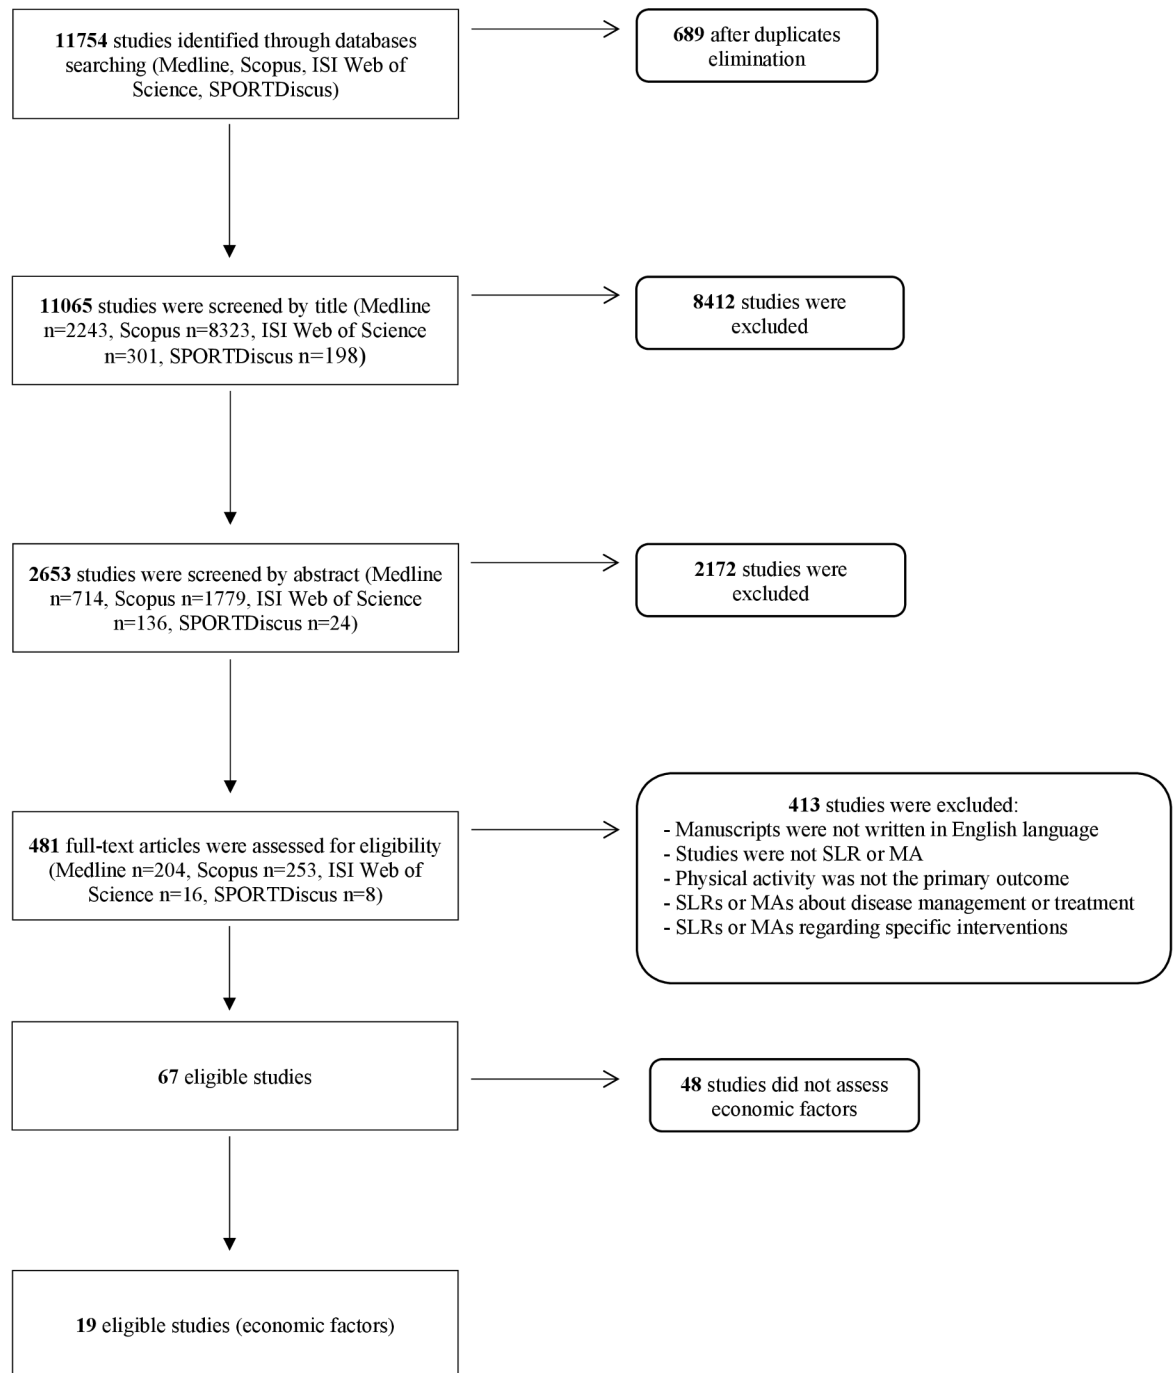 11754 studies identified through databases
searching (Medline, Scopus, ISI Web of
Science, SPORTDiscus)
689 after duplicates
elimination
11065 studies were screened by title (Medline
n=2243, Scopus n=8323, ISI Web of Science
n=301, SPORTDiscus n=198)
8412 studies were
excluded
2653 studies were screened by abstract (Medline
n=714, Scopus n=1779, ISI Web of Science
n=136, SPORTDiscus n=24)
2172 studies were
excluded
481 full-text articles were assessed for eligibility
(Medline n=204, Scopus n=253, ISI Web of
Science n=16, SPORTDiscus n=8)
413 studies were excluded:
- Manuscripts were not written in English language
- Studies were not SLR or MA
- Physical activity was not the primary outcome
- SLRs or MAs about disease management or treatment
- SLRs or MAs regarding specific interventions
67 eligible studies
48 studies did not assess
economic factors
19 eligible studies (economic factors)